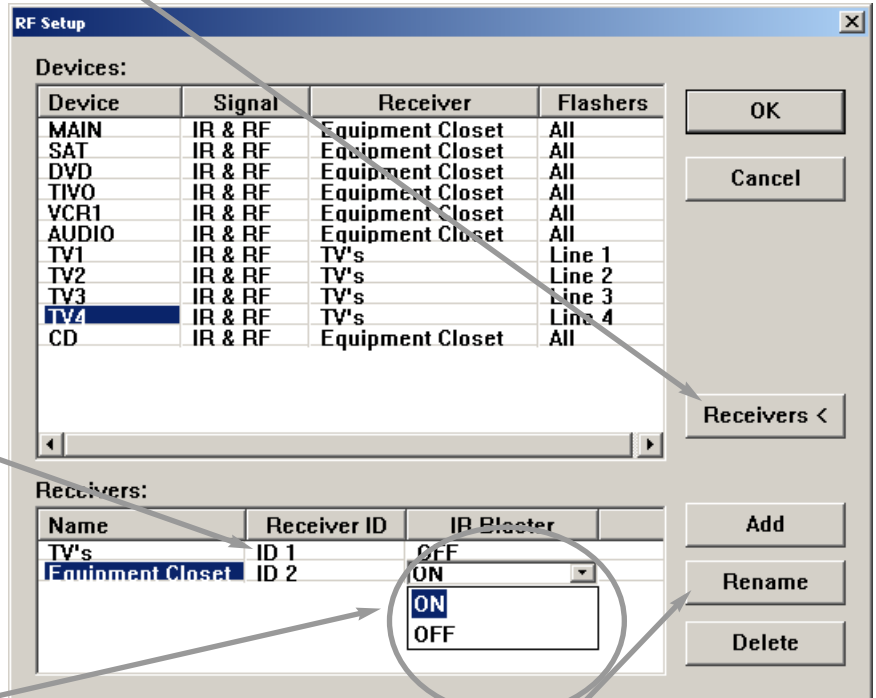 RF Setup
Devices:
Device Signal Receiver Flashers
MAIN IR & RF Equipment Closet All
SAT IR & RF Equipment Closet All
DVD IR & RF Equipment Closet All
TIVO IR & RF Equipment Closet All
VCR1 IR & RF Equipment Closet All
AUDIO IR & RF Equipment Closet All
TV1 IR & RF TV's Line 1
TV2 IR & RF TV's Line 2
TV3 IR & RF TV's Line 3
TV4 IR & RF TV's Line 4
CD IR & RF Equipment Closet All
OK
Cancel
Receivers <
Receivers:
Name Receiver ID IR Blaster
TV's ID 1 OFF
Equipment Closet ID 2 ON
ON
OFF
Add
Rename
Delete